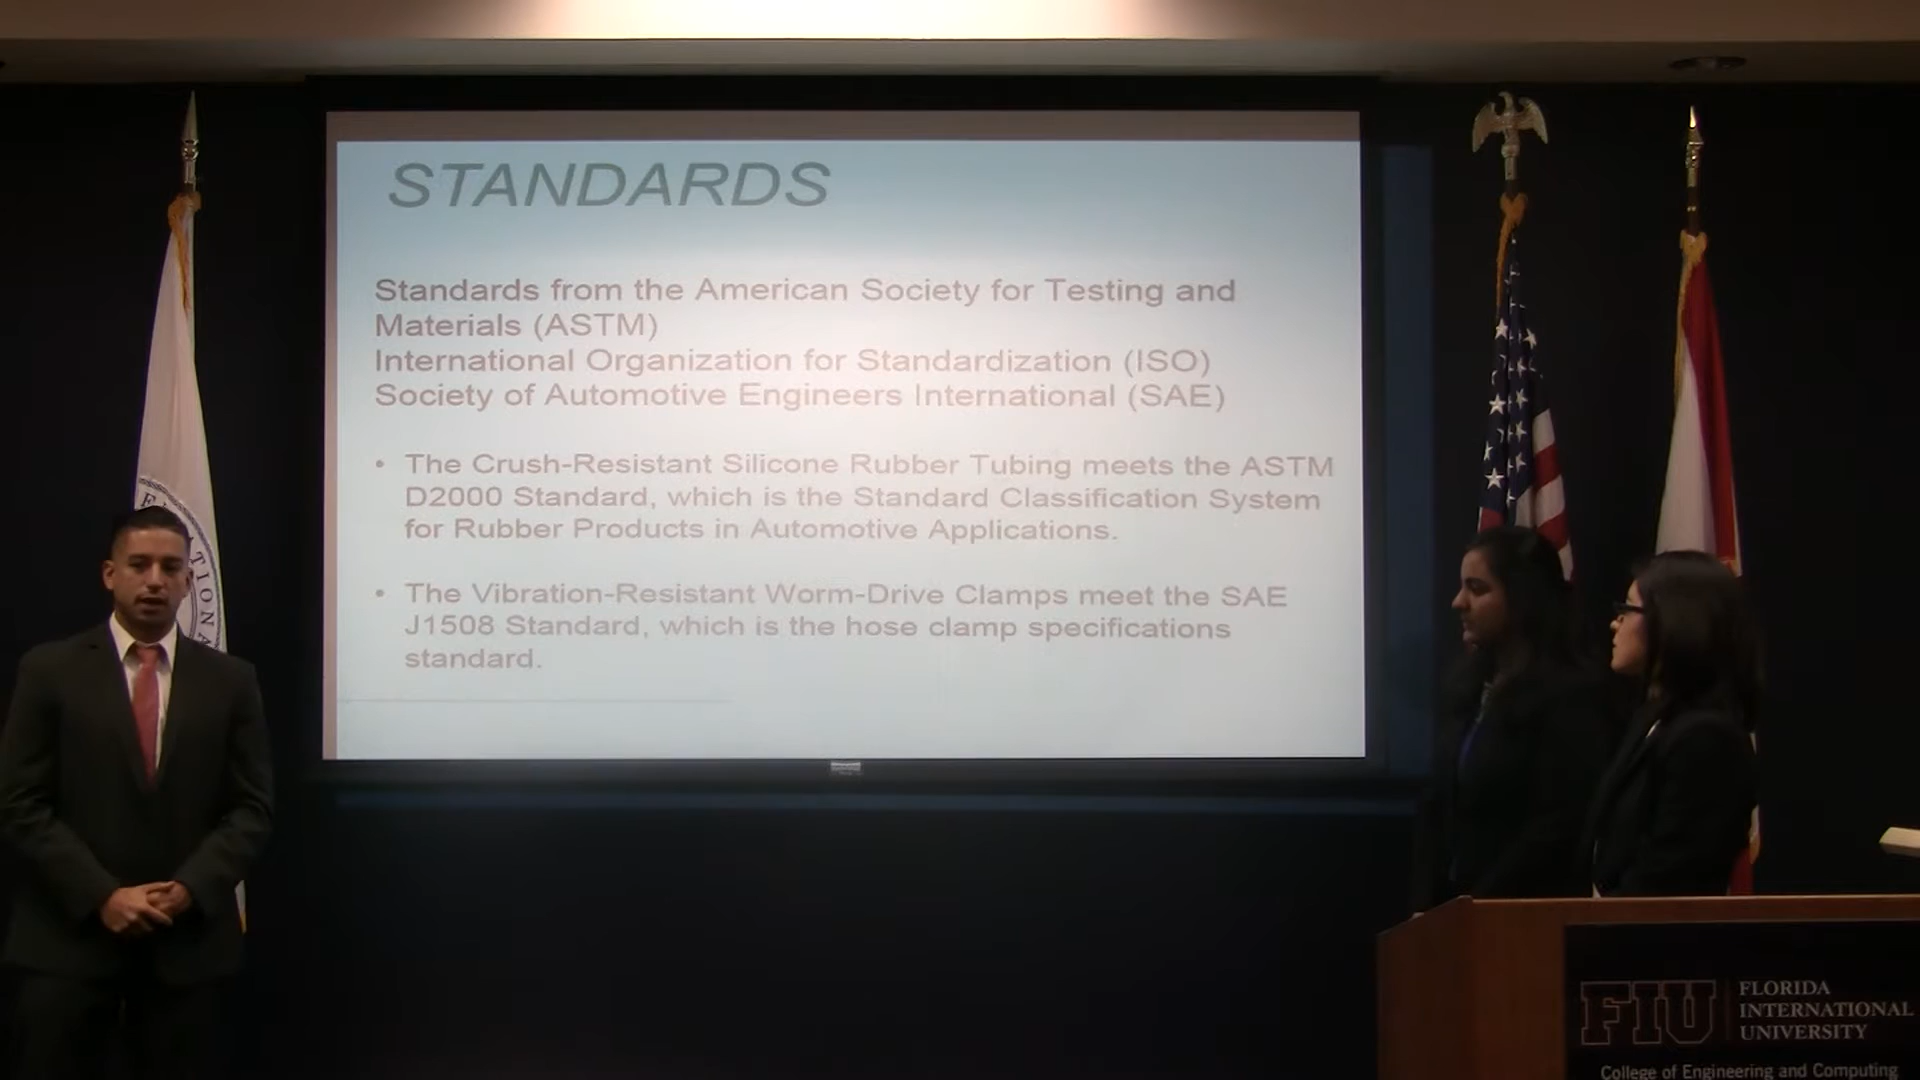 STANDARDS
Standards from the American Society for Testing and
Materials (ASTM)
International Organization for Standardization (ISO)
Society of Automotive Engineers International (SAE)
• The Crush-Resistant Silicone Rubber Tubing meets the ASTM
D2000 Standard, which is the Standard Classification System
for Rubber Products in Automotive Applications.
• The Vibration-Resistant Worm-Drive Clamps meet the SAE
J1508 Standard, which is the hose clamp specifications
standard.
FIU
FLORIDA
INTERNATIONAL
UNIVERSITY
College of Engineering and Computing